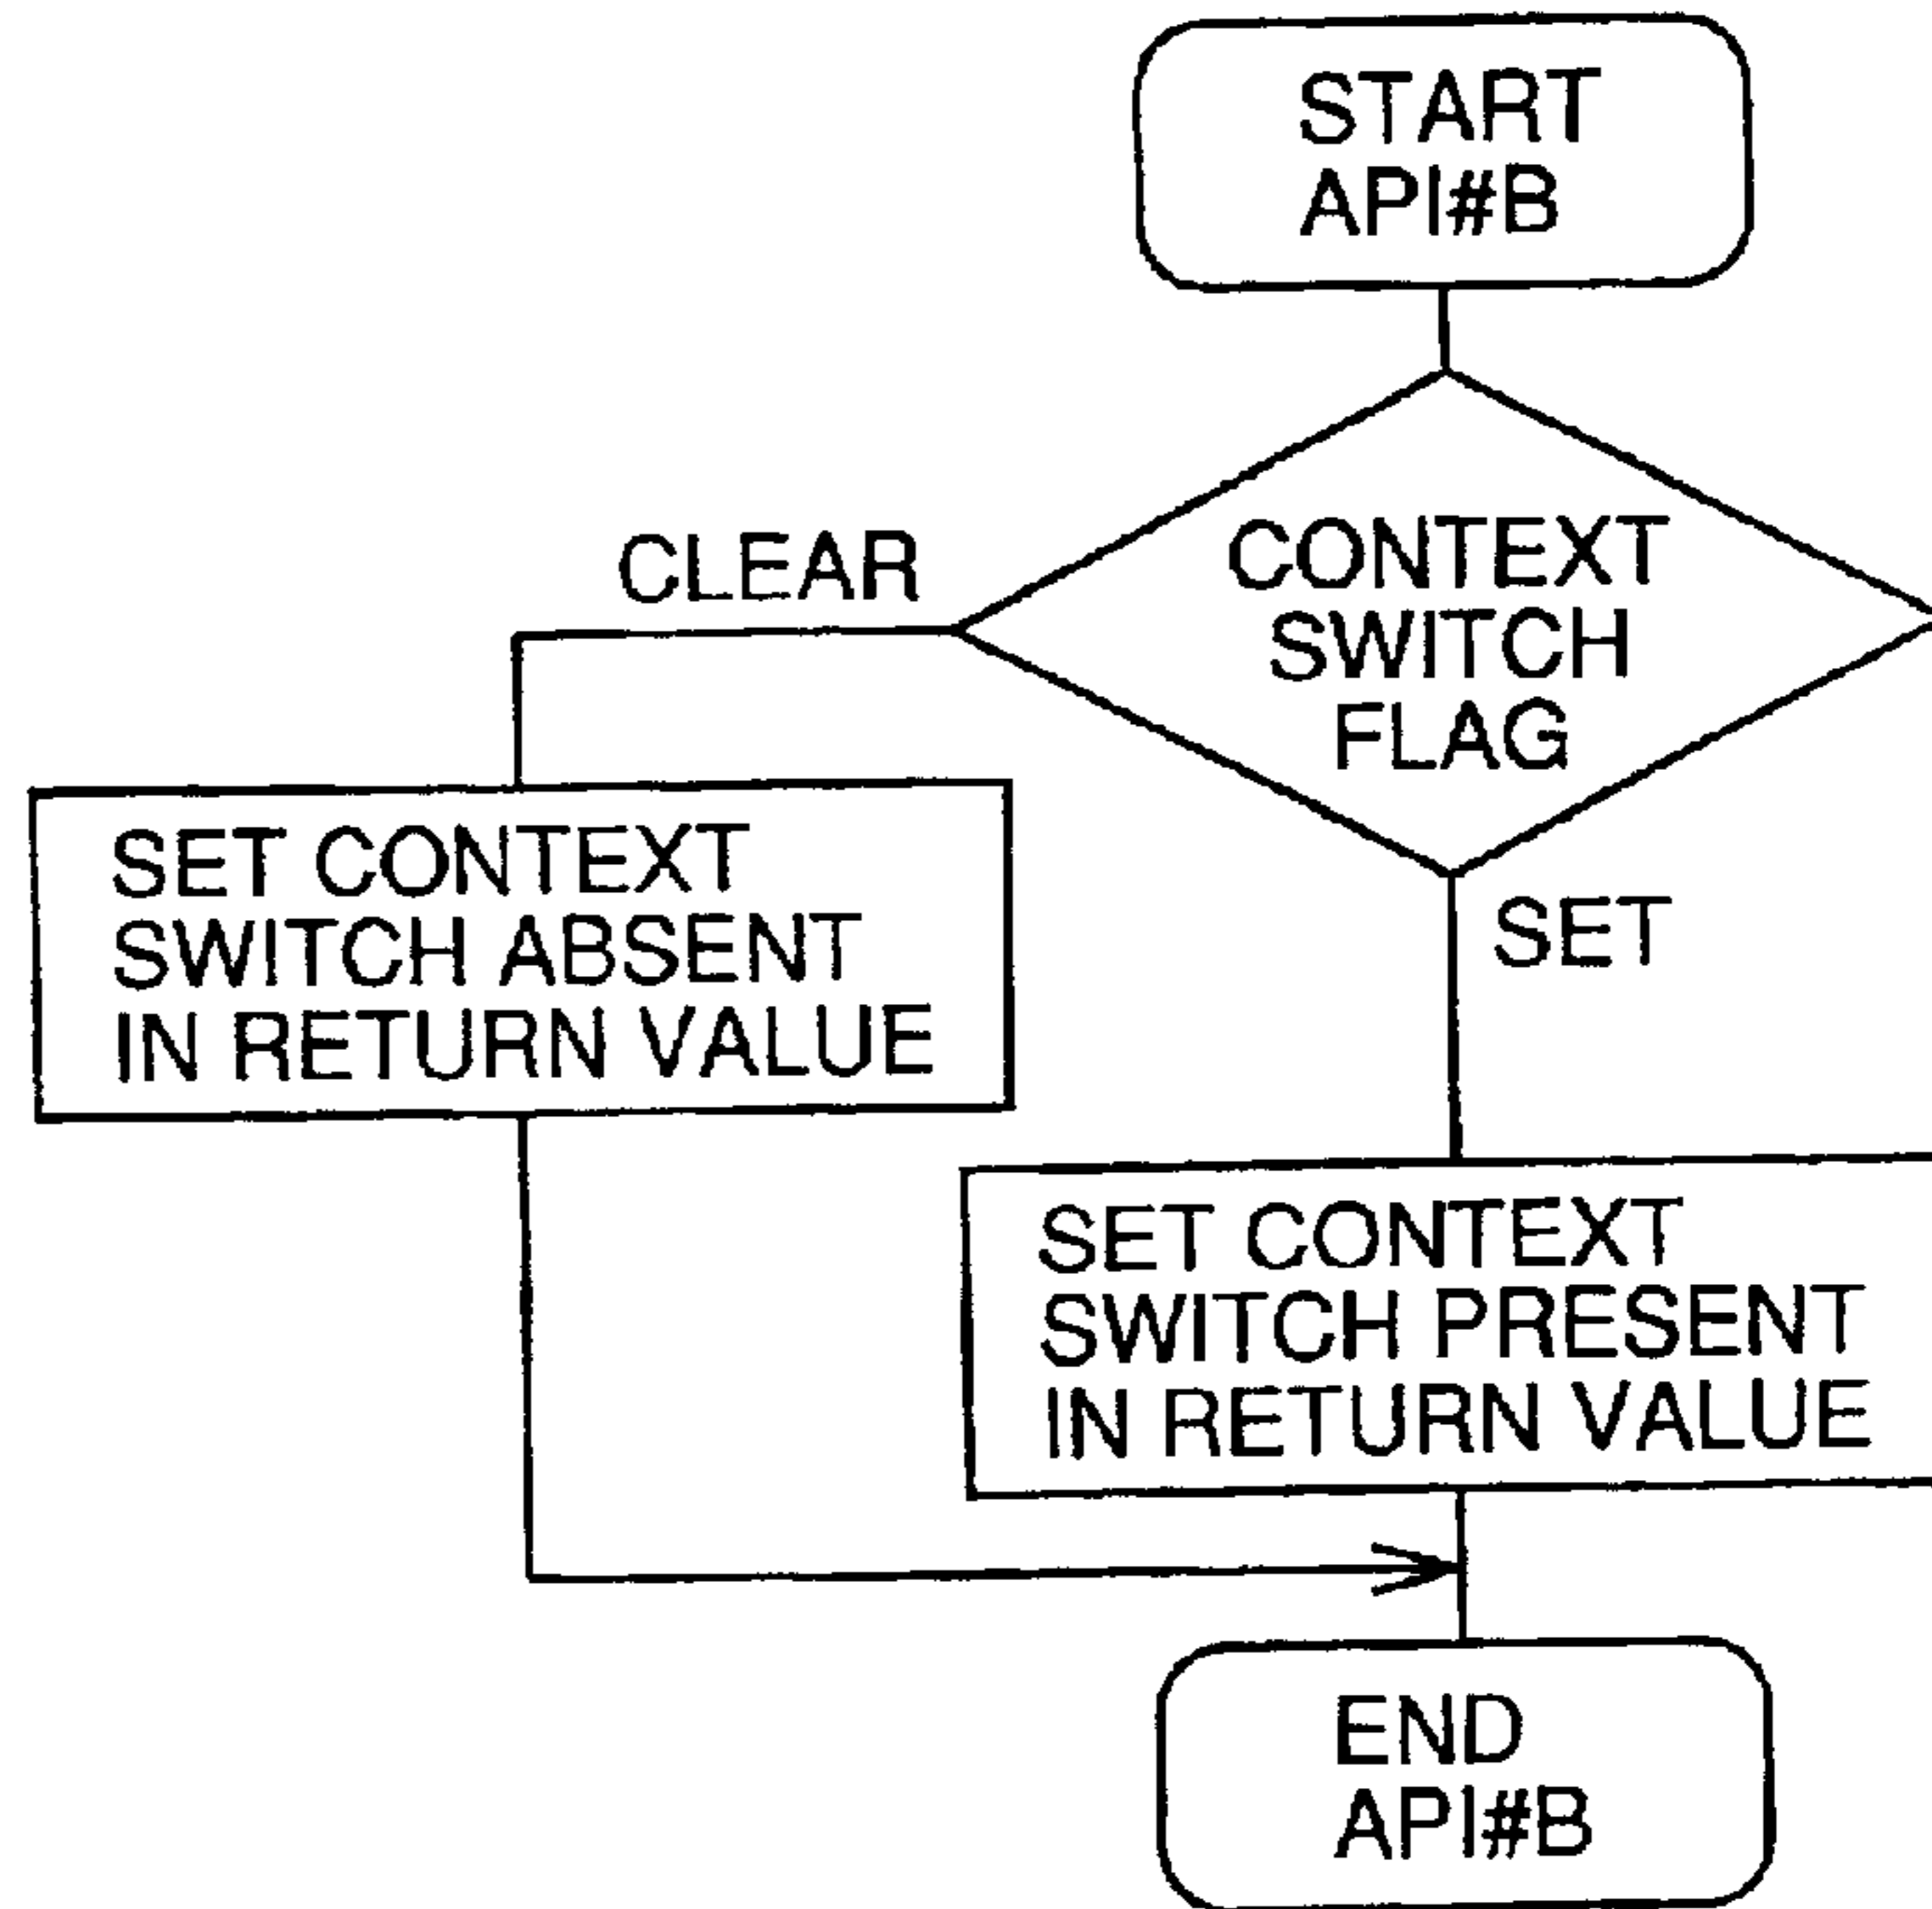 START
API#B
CONTEXT
SWITCH
FLAG
CLEAR
SET CONTEXT
SWITCH ABSENT
IN RETURN VALUE
SET
SET CONTEXT
SWITCH PRESENT
IN RETURN VALUE
END
API#B